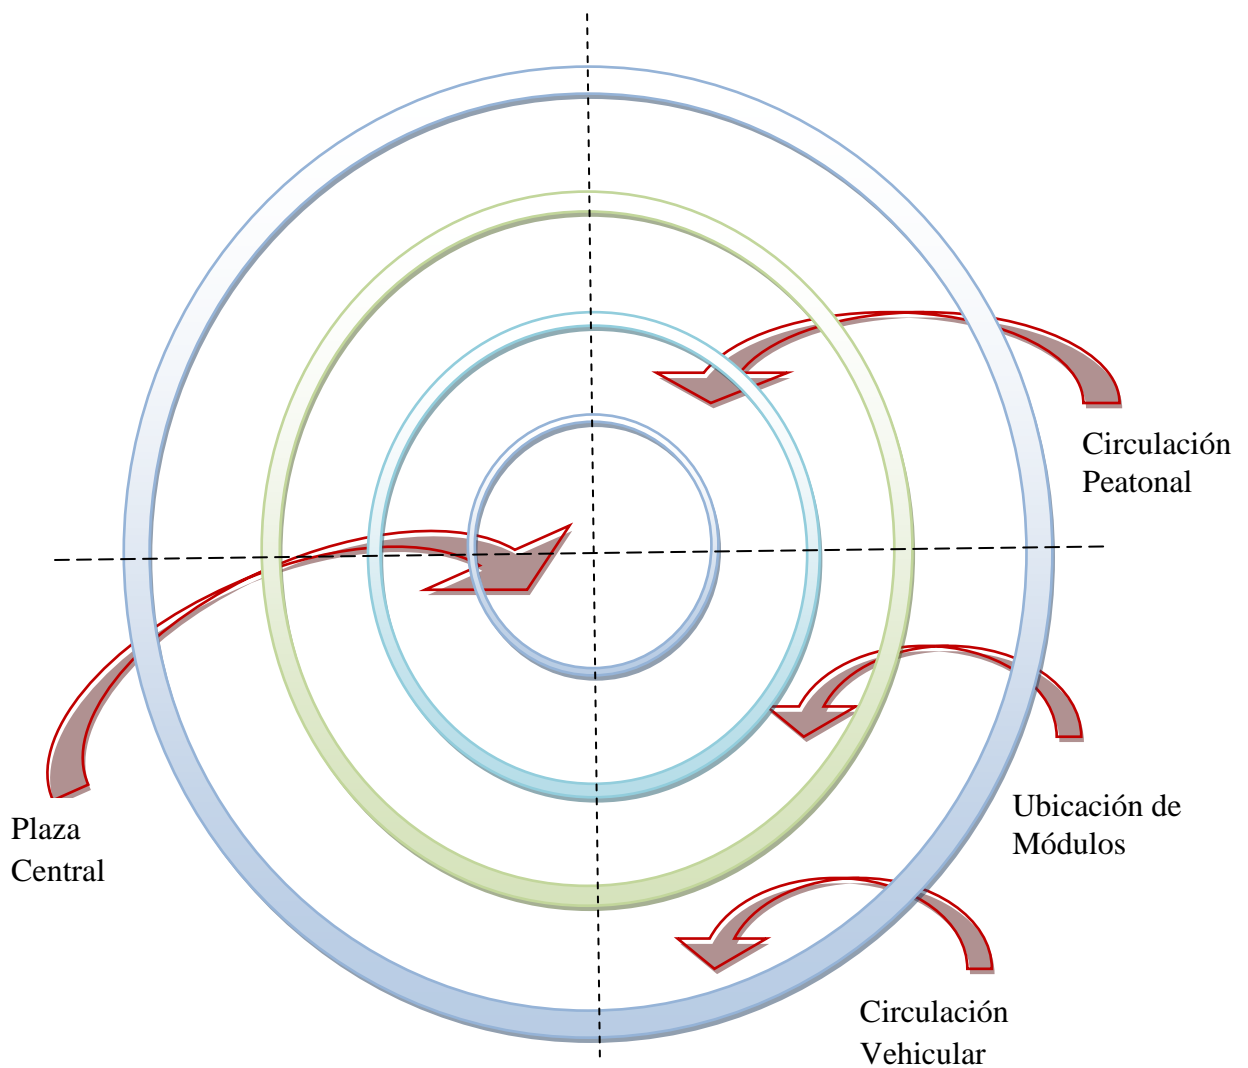 Circulación
Peatonal
Plaza
Central
Ubicación de
Módulos
Circulación
Vehicular